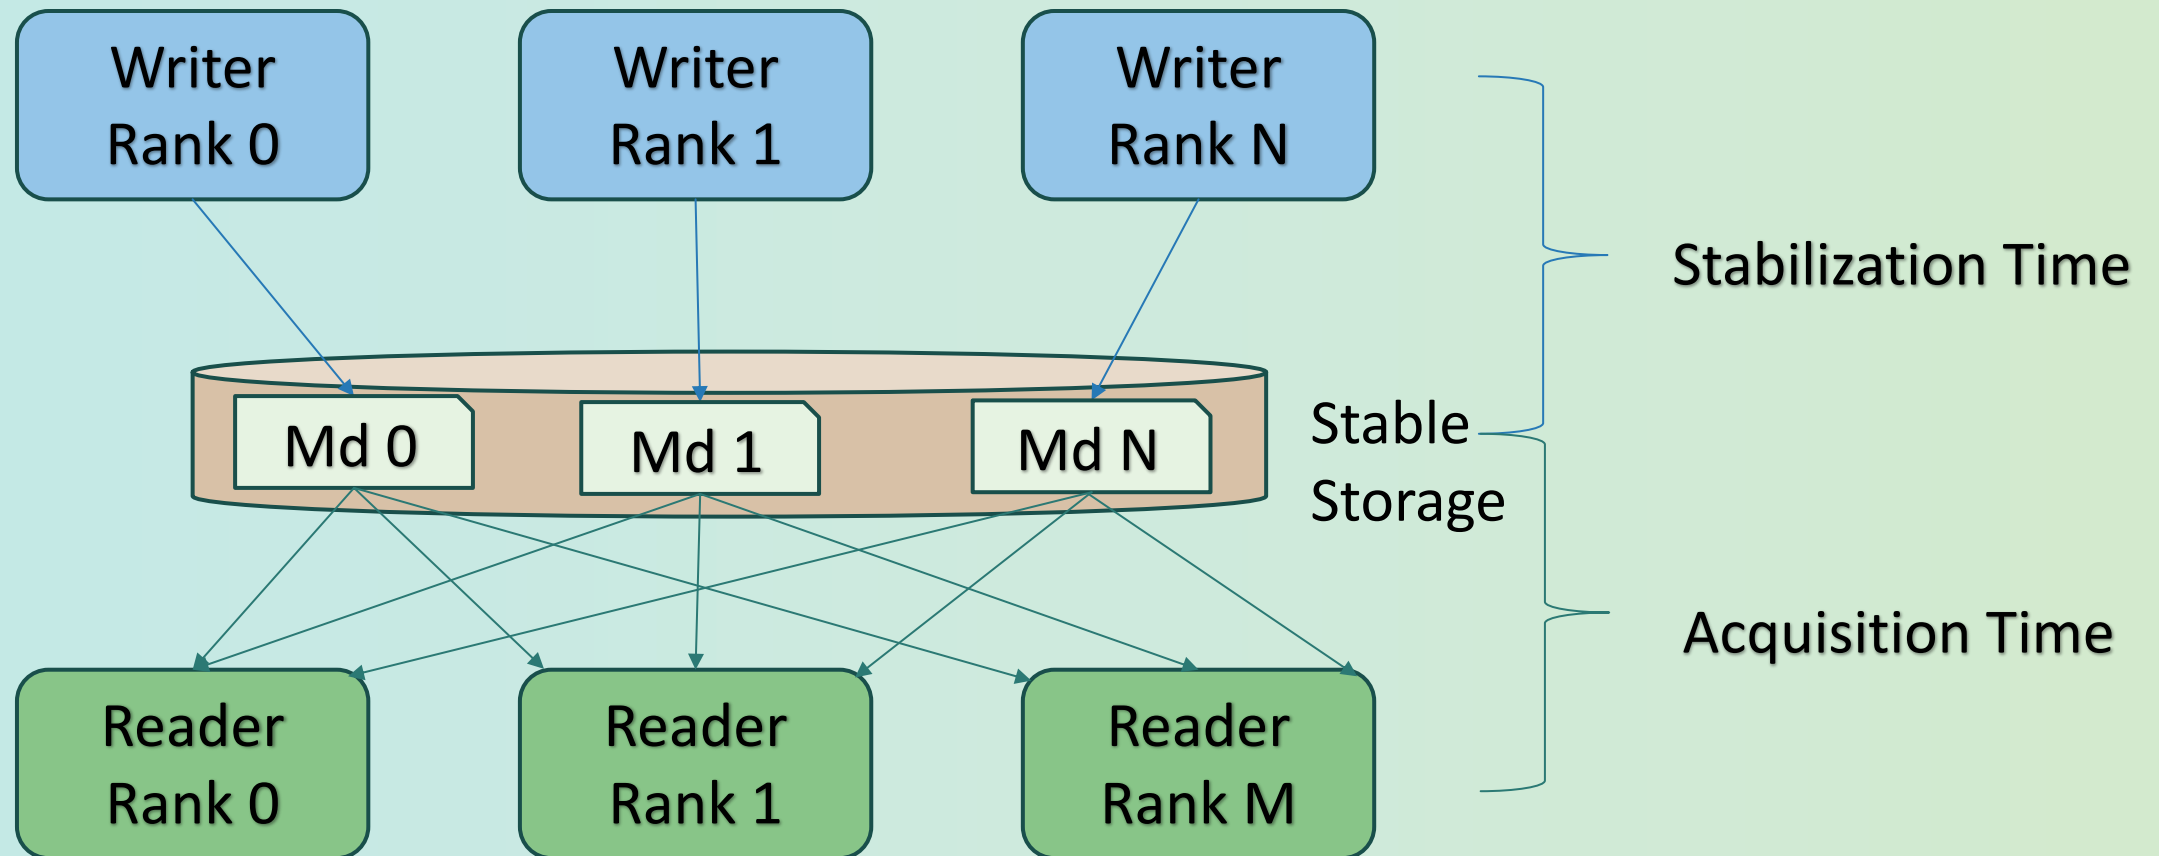 Writer
Rank 0
Writer
Rank 1
Writer
Rank N
Stabilization Time
Md 0
Md 1
Md N
Stable
Storage
Acquisition Time
Reader
Rank 0
Reader
Rank 1
Reader
Rank M